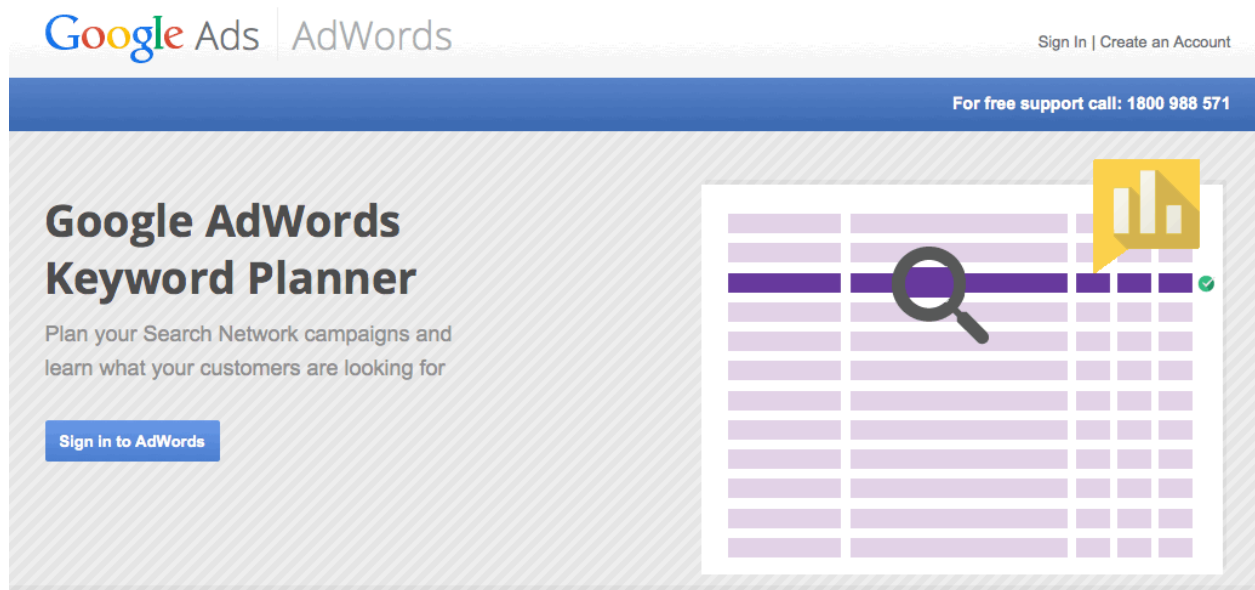 Google Ads AdWords
Sign In | Create an Account
For free support call: 1800 988 571
Google AdWords
Keyword Planner
Plan your Search Network campaigns and
learn what your customers are looking for
Sign in to AdWords